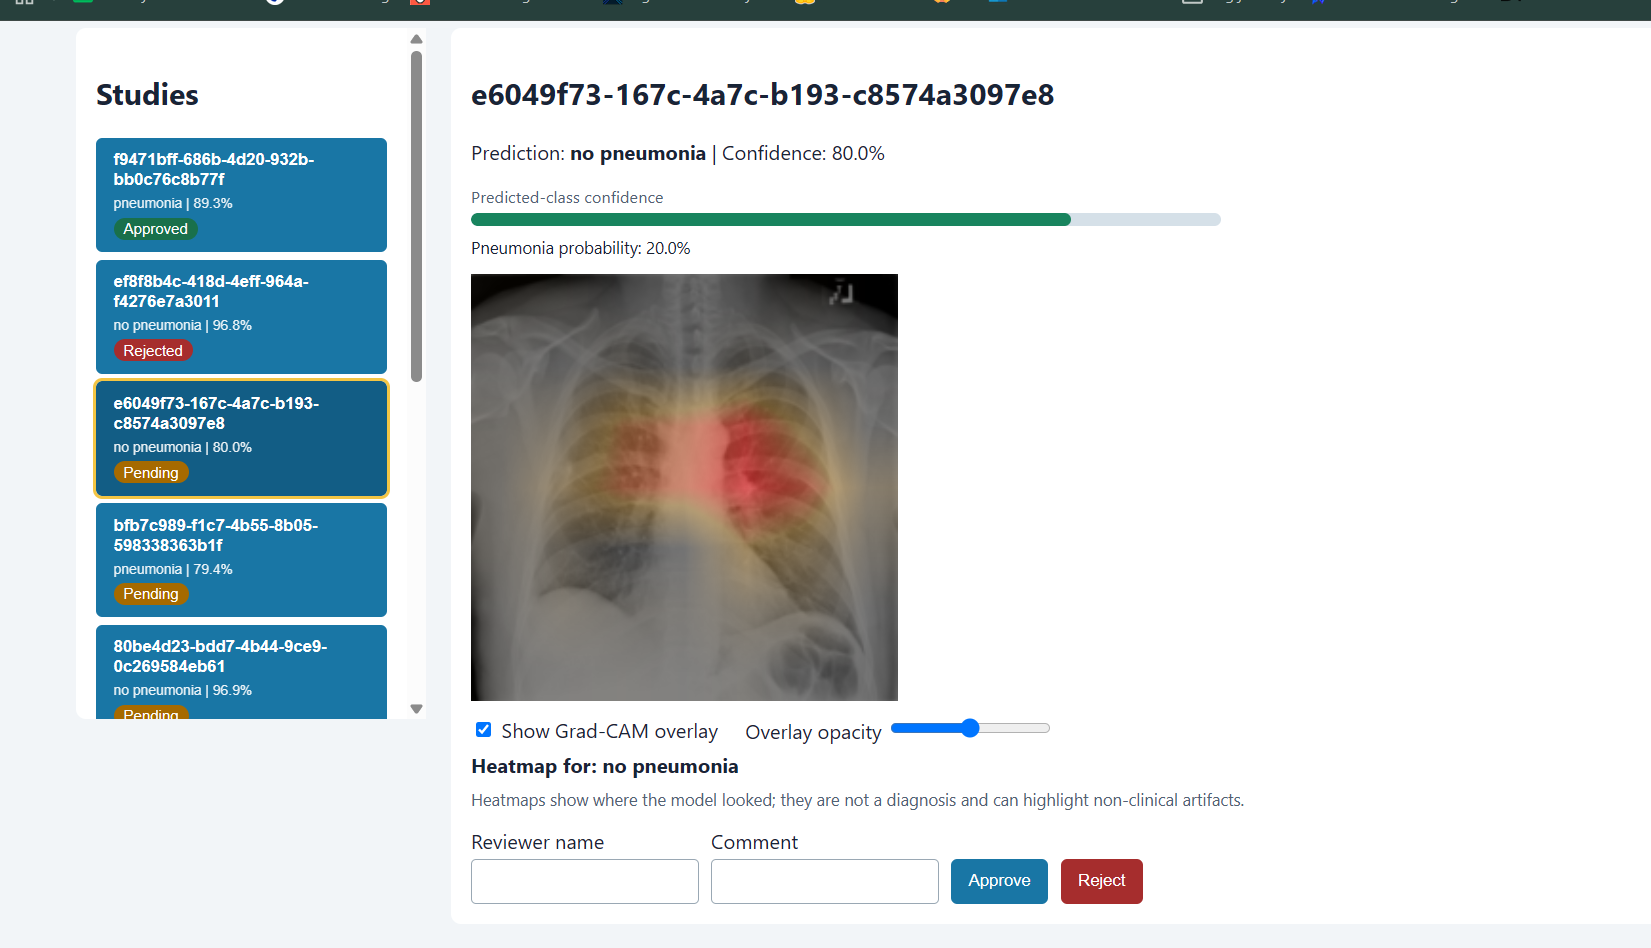 Studies
f9471bff-686b-4d20-932b-
bb0c76c8b77f
pneumonia | 89.3%
Approved
ef8f8b4c-418d-4eff-964a-
f4276e7a3011
no pneumonia | 96.8%
Rejected
e6049f73-167c-4a7c-b193-
c8574a3097e8
no pneumonia | 80.0%
Pending
bfb7c989-f1c7-4b55-8b05-
598338363b1f
pneumonia | 79.4%
Pending
80be4d23-bdd7-4b44-9ce9-
0c269584eb61
no pneumonia | 96.9%
Pending
e6049f73-167c-4a7c-b193-c8574a3097e8
Prediction: no pneumonia | Confidence: 80.0%
Predicted-class confidence
Pneumonia probability: 20.0%
Show Grad-CAM overlay
Overlay opacity
Heatmap for: no pneumonia
Heatmaps show where the model looked; they are not a diagnosis and can highlight non-clinical artifacts.
Reviewer name
Comment
Approve
Reject